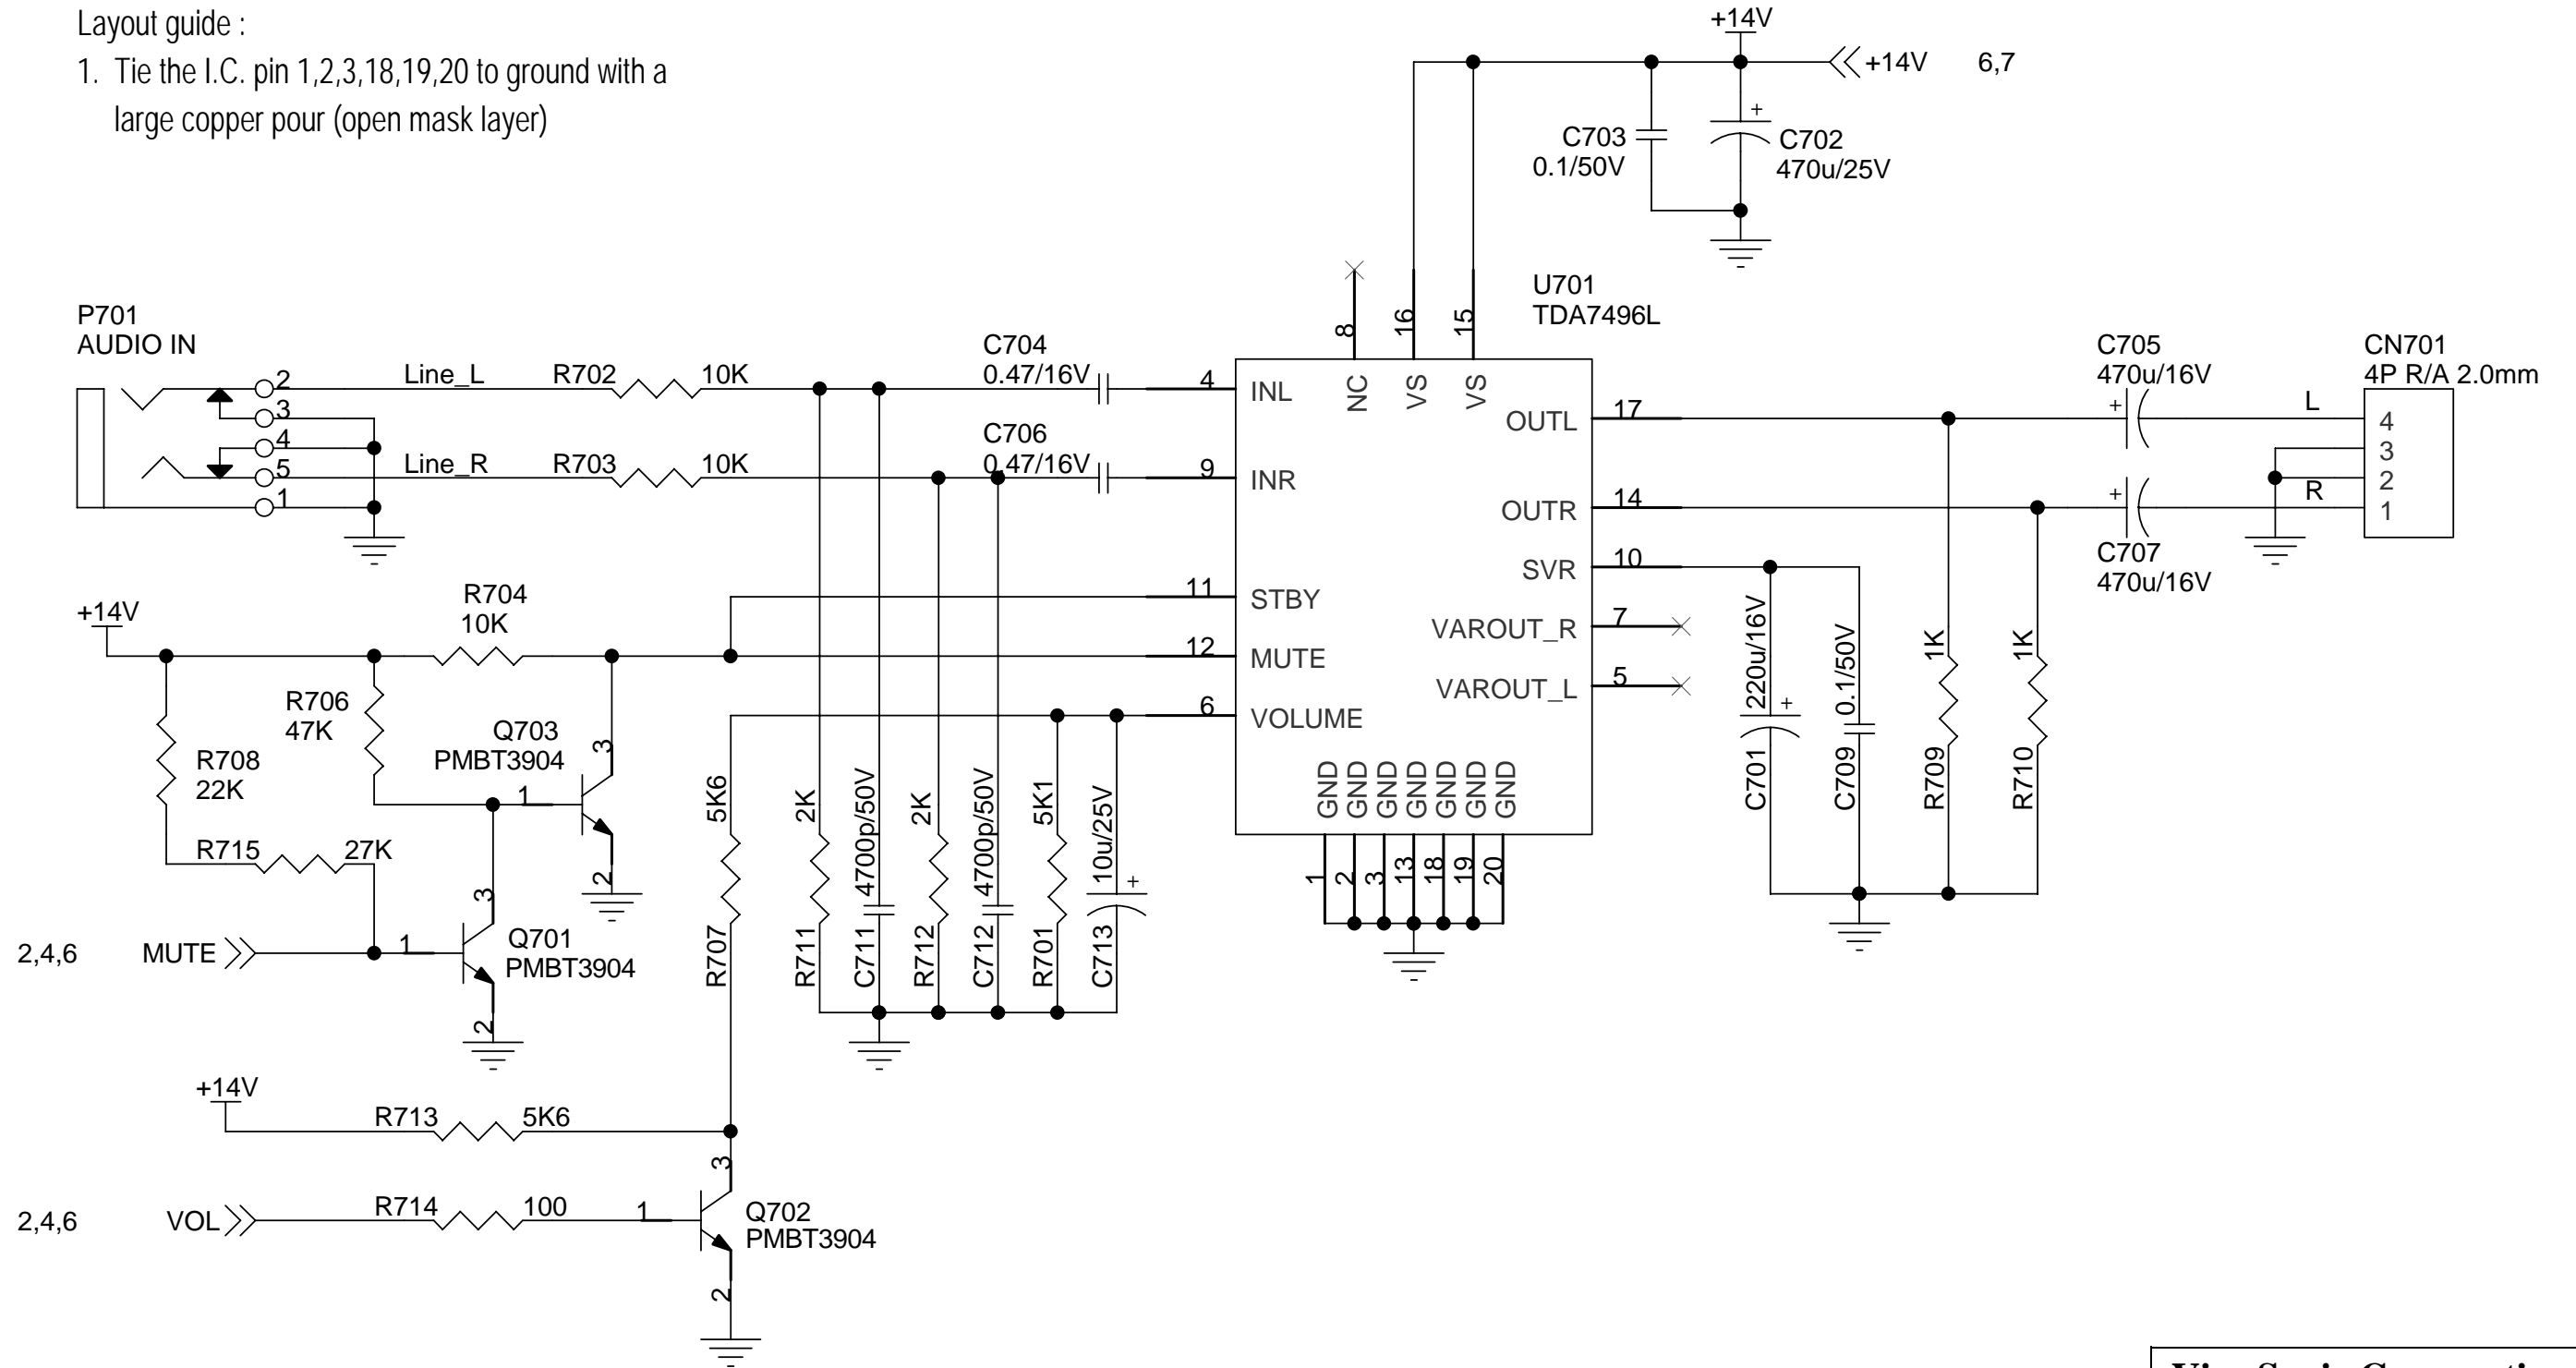 Layout guide :
1. Tie the I.C. pin 1,2,3,18,19,20 to ground with a
large copper pour (open mask layer)
+14V
+14V 6,7
C703
0.1/50V
C702
470u/25V
U701
TDA7496L
8
16
15
NC
VS
VS
P701
AUDIO IN
2
3
4
5
1
Line_L R702 10K
Line_R R703 10K
C704
0.47/16V
C706
0.47/16V
4 INL
9 INR
11 STBY
12 MUTE
6 VOLUME
OUTL 17
OUTR 14
SVR 10
VAROUT_R 7
VAROUT_L 5
GND
GND
GND
GND
GND
GND
GND
1
2
3
13
18
19
20
C705
470u/16V
C707
470u/16V
CN701
4P R/A 2.0mm
L
R
4
3
2
1
220u/16V
C701
0.1/50V
C709
1K
R709
1K
R710
+14V
R704
10K
R706
47K
R708
22K
R715 27K
Q703
PMBT3904
3
1
2
2,4,6 MUTE
Q701
PMBT3904
3
1
2
5K6
R707
2K
R711
4700p/50V
C711
2K
R712
4700p/50V
C712
5K1
R701
10u/25V
C713
+14V
R713 5K6
2,4,6 VOL
R714 100
3
1
2
Q702
PMBT3904